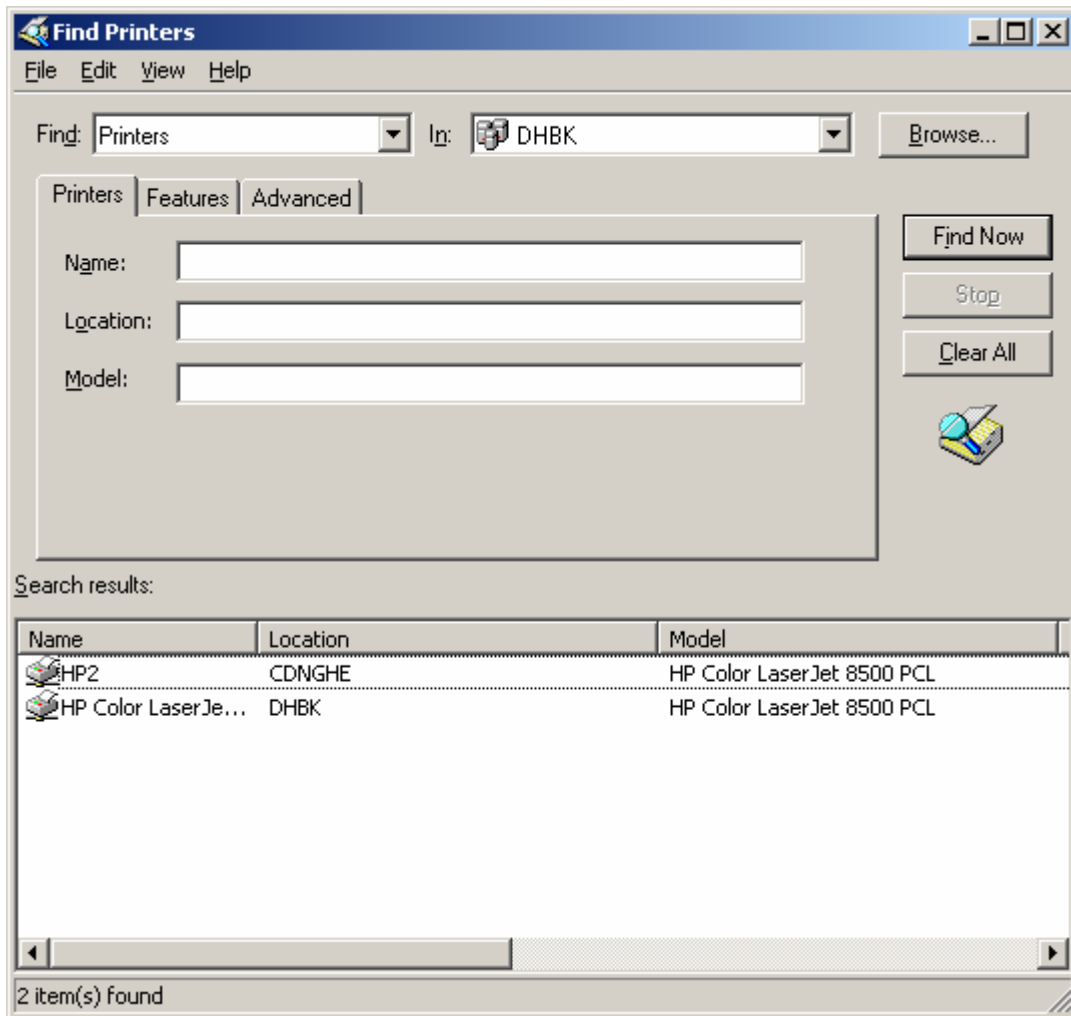 Find Printers
File Edit View Help
Find: Printers In: DHBK Browse...
Printers Features Advanced
Name:
Location:
Model:
Find Now
Stop
Clear All
Search results:
Name Location Model
HP2 CDNGHE HP Color LaserJet 8500 PCL
HP Color LaserJe... DHBK HP Color LaserJet 8500 PCL
2 item(s) found